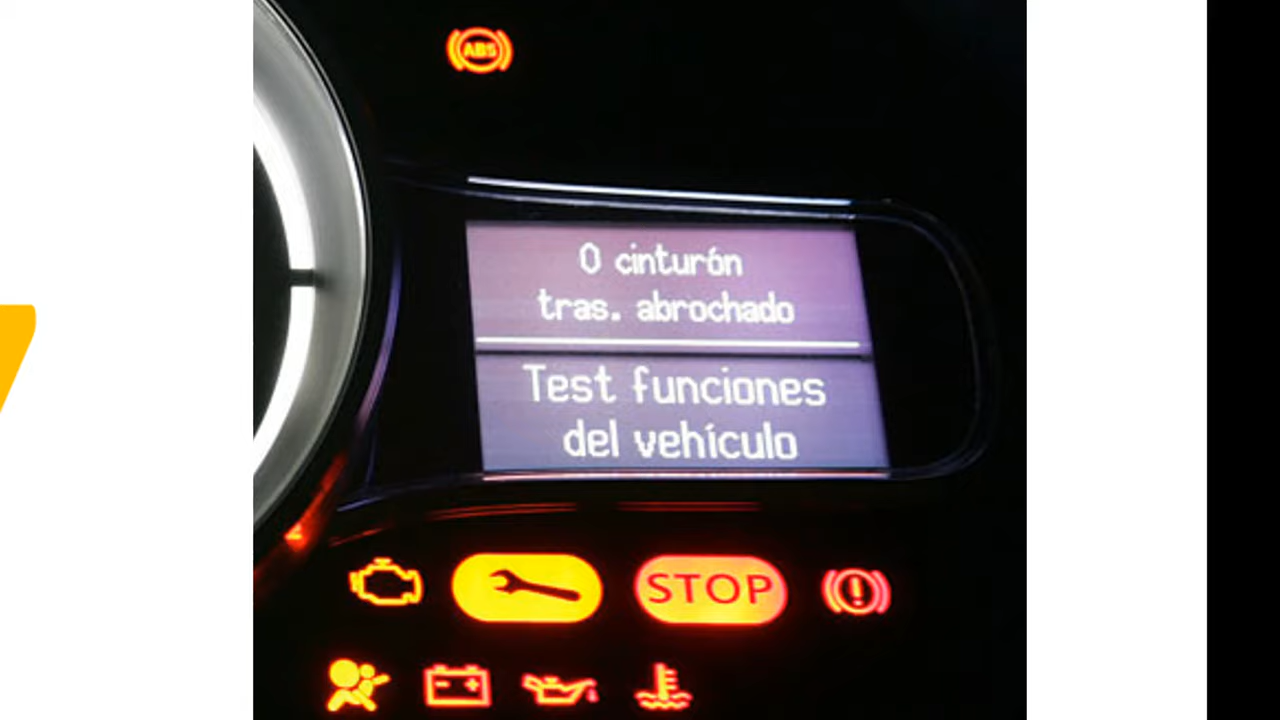 ABS
0 cinturón
tras. abrochado
Test funciones
del vehículo
STOP